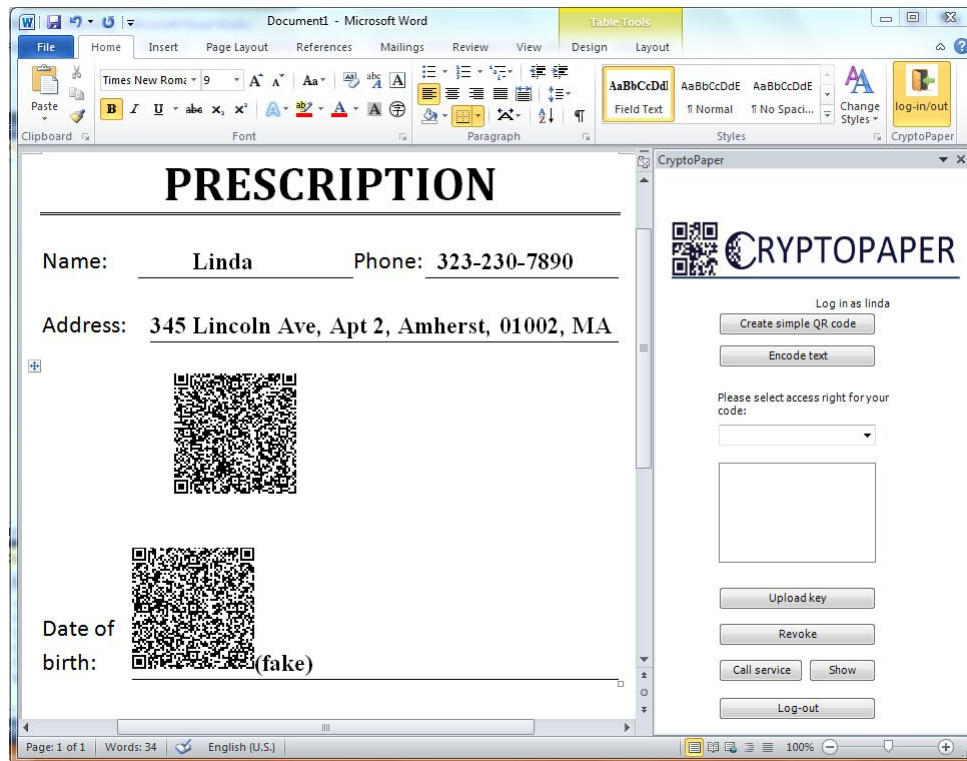 Document1 - Microsoft Word
Table Tools
File Home Insert Page Layout References Mailings Review View Design Layout
Paste
Times New Roma 9
AaBbCcDdI AaBbCcDdE AaBbCcDdE
Field Text ¶ Normal ¶ No Spaci...
Change Styles
log-in/out
Clipboard Font Paragraph Styles CryptoPaper
PRESCRIPTION
Name: Linda Phone: 323-230-7890
Address: 345 Lincoln Ave, Apt 2, Amherst, 01002, MA
Date of
birth: (fake)
CryptoPaper
CRYPTOPAPER
Log in as linda
Create simple QR code
Encode text
Please select access right for your
code:
Upload key
Revoke
Call service Show
Log-out
Page: 1 of 1 Words: 34 English (U.S.) 100%